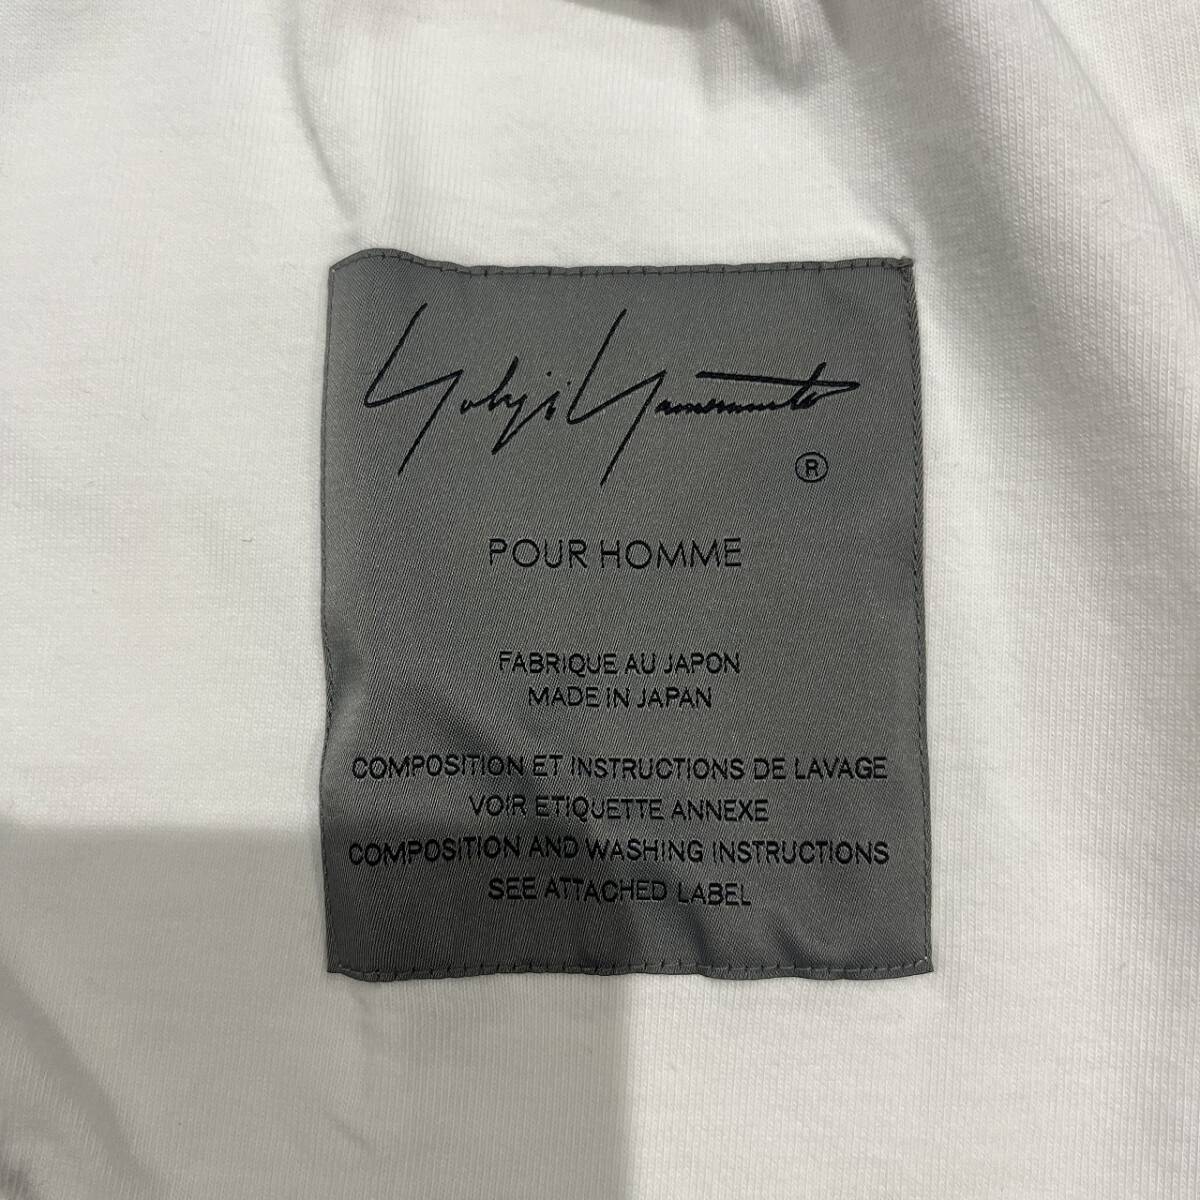 Yohji Yamamoto
®
POUR HOMME
FABRIQUE AU JAPON
MADE IN JAPAN
COMPOSITION ET INSTRUCTIONS DE LAVAGE
VOIR ETIQUETTE ANNEXE
COMPOSITION AND WASHING INSTRUCTIONS
SEE ATTACHED LABEL